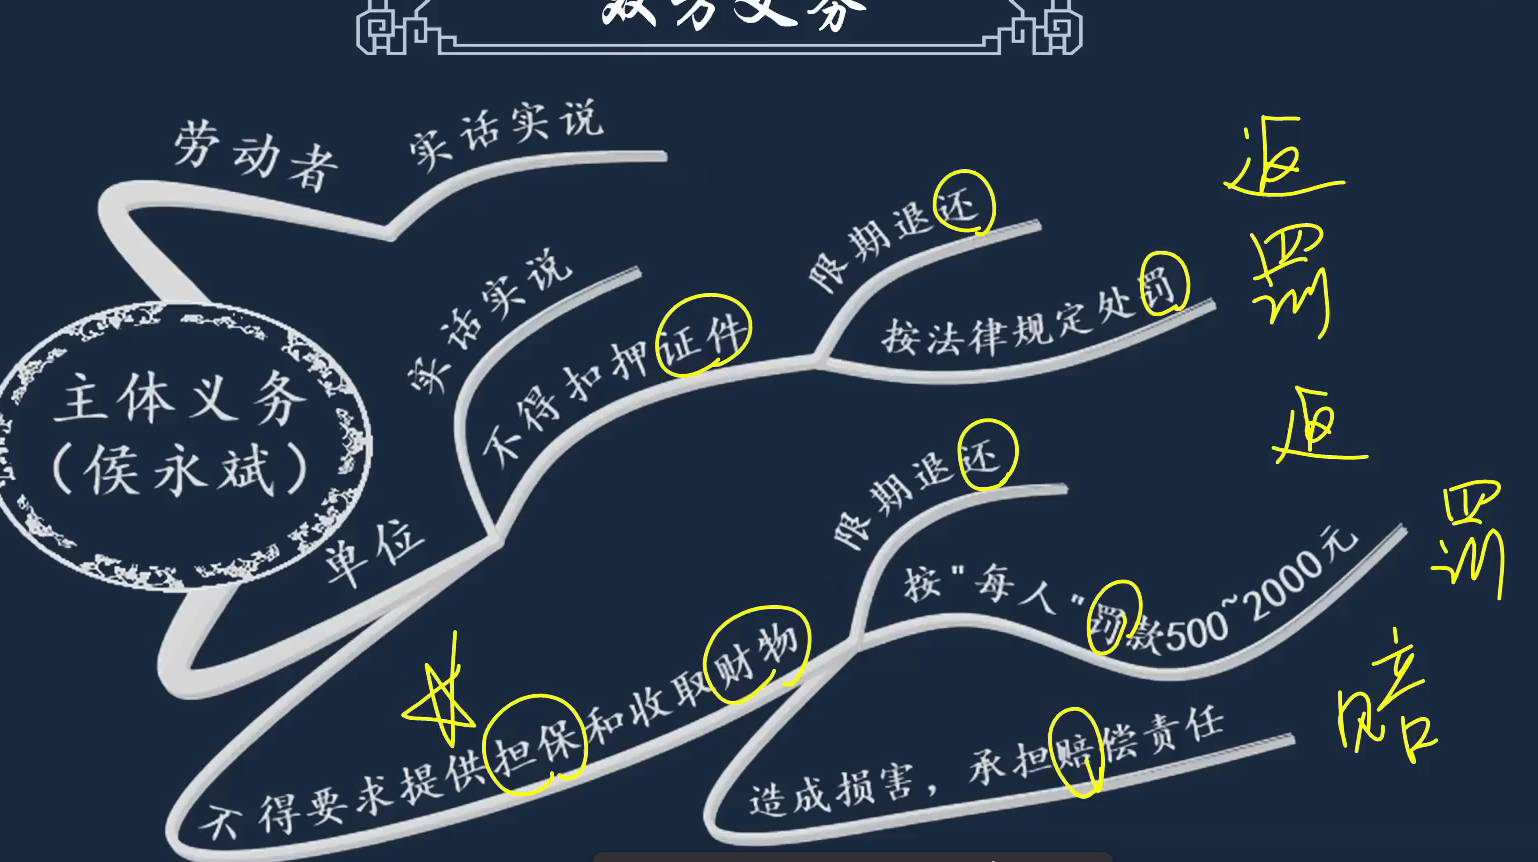 双方义务
劳动者
实话实说
主体义务
（侯永斌）
单位
实话实说
不得扣押证件
限期退还
按法律规定处罚
不得要求提供担保和收取财物
限期退还
按"每人"罚款500~2000元
造成损害，承担赔偿责任
返
罚
返
罚
赔